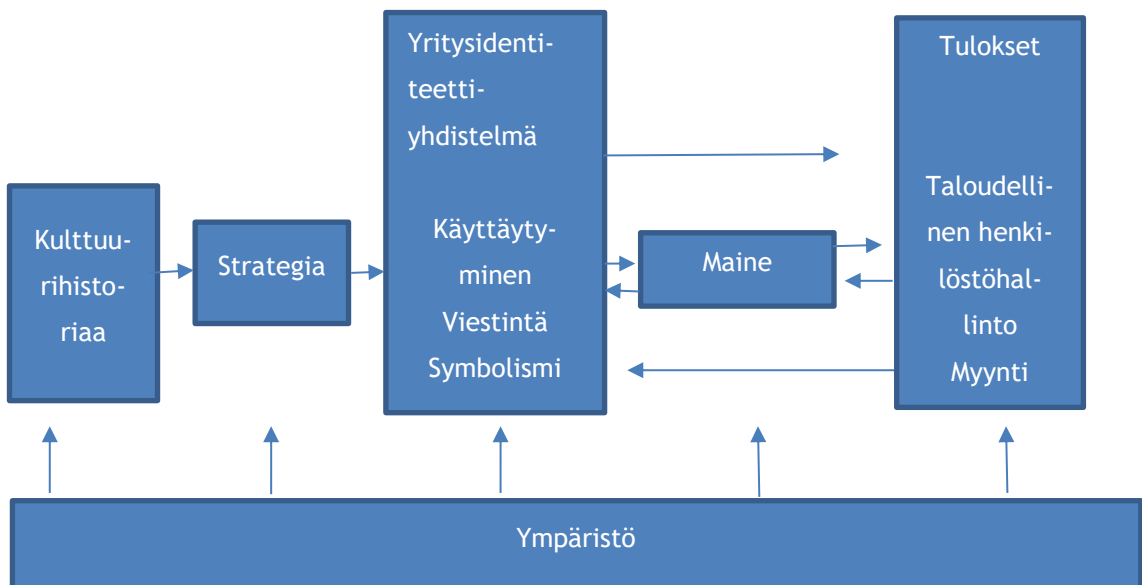 Yritysidenti-
teetti-
yhdistelmä
Käyttäyty-
minen
Viestintä
Symbolismi
Tulokset
Taloudelli-
nen henki-
löstöhal-
linto
Myynti
Kulttuu-
rihisto-
riaa
Strategia
Maine
Ympäristö